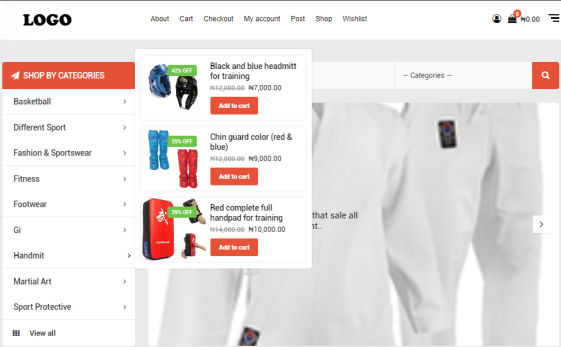 LOGO
About Cart Checkout My account Post Shop Wishlist
0
₦0.00
SHOP BY CATEGORIES
-- Categories --
Basketball
Different Sport
Fashion & Sportswear
Fitness
Footwear
Gi
Handmit
Martial Art
Sport Protective
View all
42% OFF
Black and blue headmitt
for training
₦12,000.00 ₦7,000.00
Add to cart
25% OFF
Chin guard color (red &
blue)
₦12,000.00 ₦9,000.00
Add to cart
29% OFF
Red complete full
handpad for training
₦14,000.00 ₦10,000.00
Add to cart
that sale all